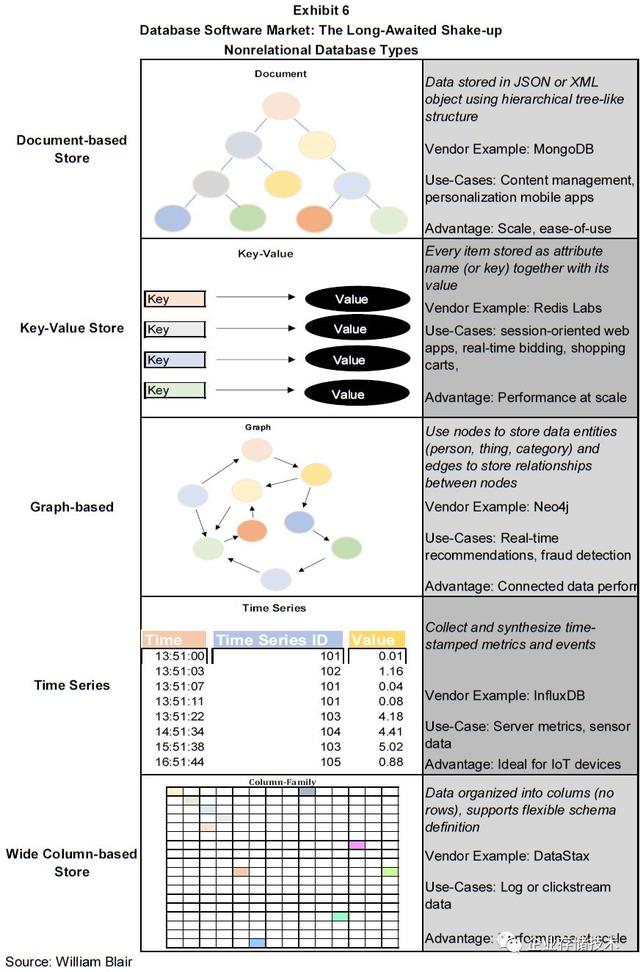 Exhibit 6
Database Software Market: The Long-Awaited Shake-up
Nonrelational Database Types
Document-based
Store
Document
Data stored in JSON or XML
object using hierarchical tree-like
structure
Vendor Example: MongoDB
Use-Cases: Content management,
personalization mobile apps
Advantage: Scale, ease-of-use
Key-Value Store
Key-Value
Key Value
Key Value
Key Value
Key Value
Every item stored as attribute
name (or key) together with its
value
Vendor Example: Redis Labs
Use-Cases: session-oriented web
apps, real-time bidding, shopping
carts,
Advantage: Performance at scale
Graph-based
Graph
Use nodes to store data entities
(person, thing, category) and
edges to store relationships
between nodes
Vendor Example: Neo4j
Use-Cases: Real-time
recommendations, fraud detection
Advantage: Connected data perform
Time Series
Time Series
Time Time Series ID Value
13:51:00 101 0.01
13:51:03 102 1.16
13:51:07 101 0.04
13:51:11 101 0.08
13:51:22 103 4.18
14:51:34 104 4.41
15:51:38 103 5.02
16:51:44 105 0.88
Collect and synthesize time-
stamped metrics and events
Vendor Example: InfluxDB
Use-Case: Server metrics, sensor
data
Advantage: Ideal for IoT devices
Wide Column-based
Store
Column-Family
Data organized into colums (no
rows), supports flexible schema
definition
Vendor Example: DataStax
Use-Cases: Log or clickstream
data
Advantage: Performance at scale
企业存储技术
Source: William Blair